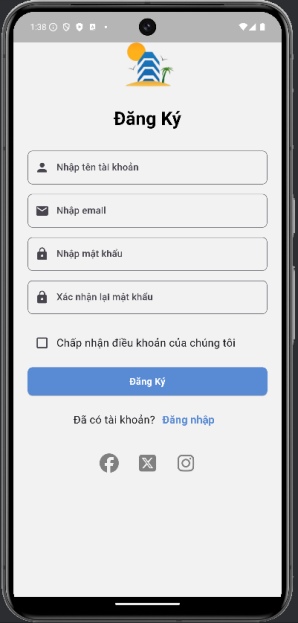 1:38
Đăng Ký
Nhập tên tài khoản
Nhập email
Nhập mật khẩu
Xác nhận lại mật khẩu
Chấp nhận điều khoản của chúng tôi
Đăng Ký
Đã có tài khoản? Đăng nhập